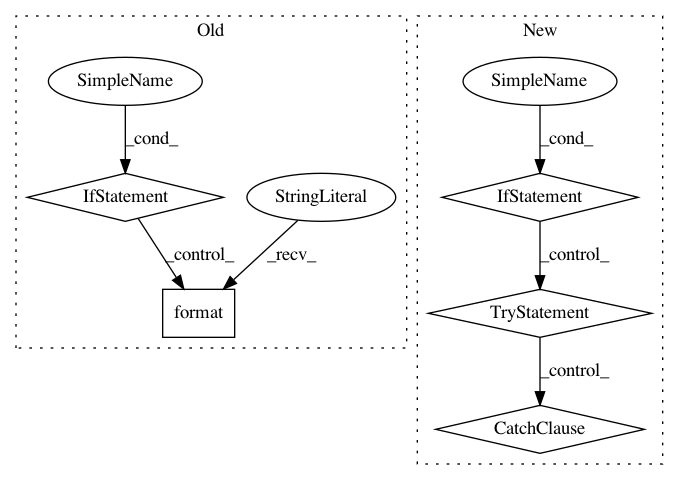 Old
New
SimpleName
SimpleName
_cond_
_cond_
IfStatement
StringLiteral
IfStatement
_control_
_recv_
_control_
format
TryStatement
_control_
CatchClause